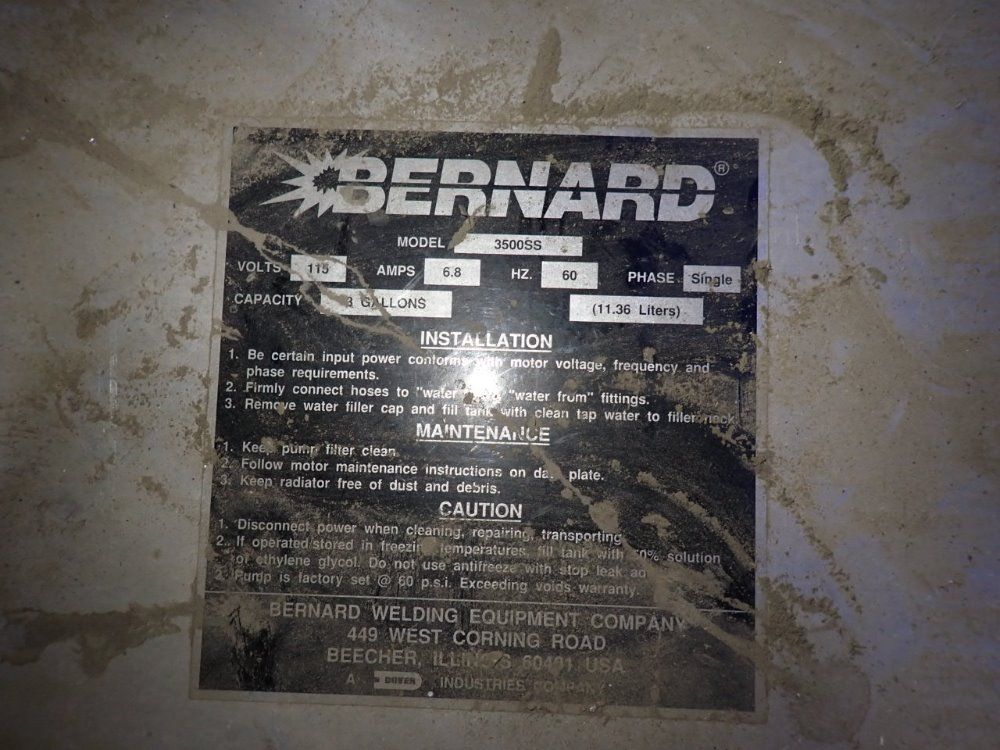 BERNARD®
MODEL 3500SS
VOLTS 115 AMPS 6.8 HZ. 60 PHASE Single
CAPACITY 3 GALLONS (11.36 Liters)
INSTALLATION
1. Be certain input power conforms with motor voltage, frequency and
phase requirements.
2. Firmly connect hoses to "water "water from" fittings.
3. Remove water filler cap and fill tank with clean tap water to filler neck
MAINTENANCE
1. Keep pump filter clean
2. Follow motor maintenance instructions on plate.
3. Keep radiator free of dust and debris.
CAUTION
1. Disconnect power when cleaning, repairing, transporting
2. If operated/stored in freezing temperatures, fill tank with solution
of ethylene glycol. Do not use antifreeze with stop leak
3. Pump is factory set @ 60 p.s.i. Exceeding voids warranty.
BERNARD WELDING EQUIPMENT COMPANY
449 WEST CORNING ROAD
BEECHER, ILLINOIS 60401 USA
A DOVER INDUSTRIES COMPANY